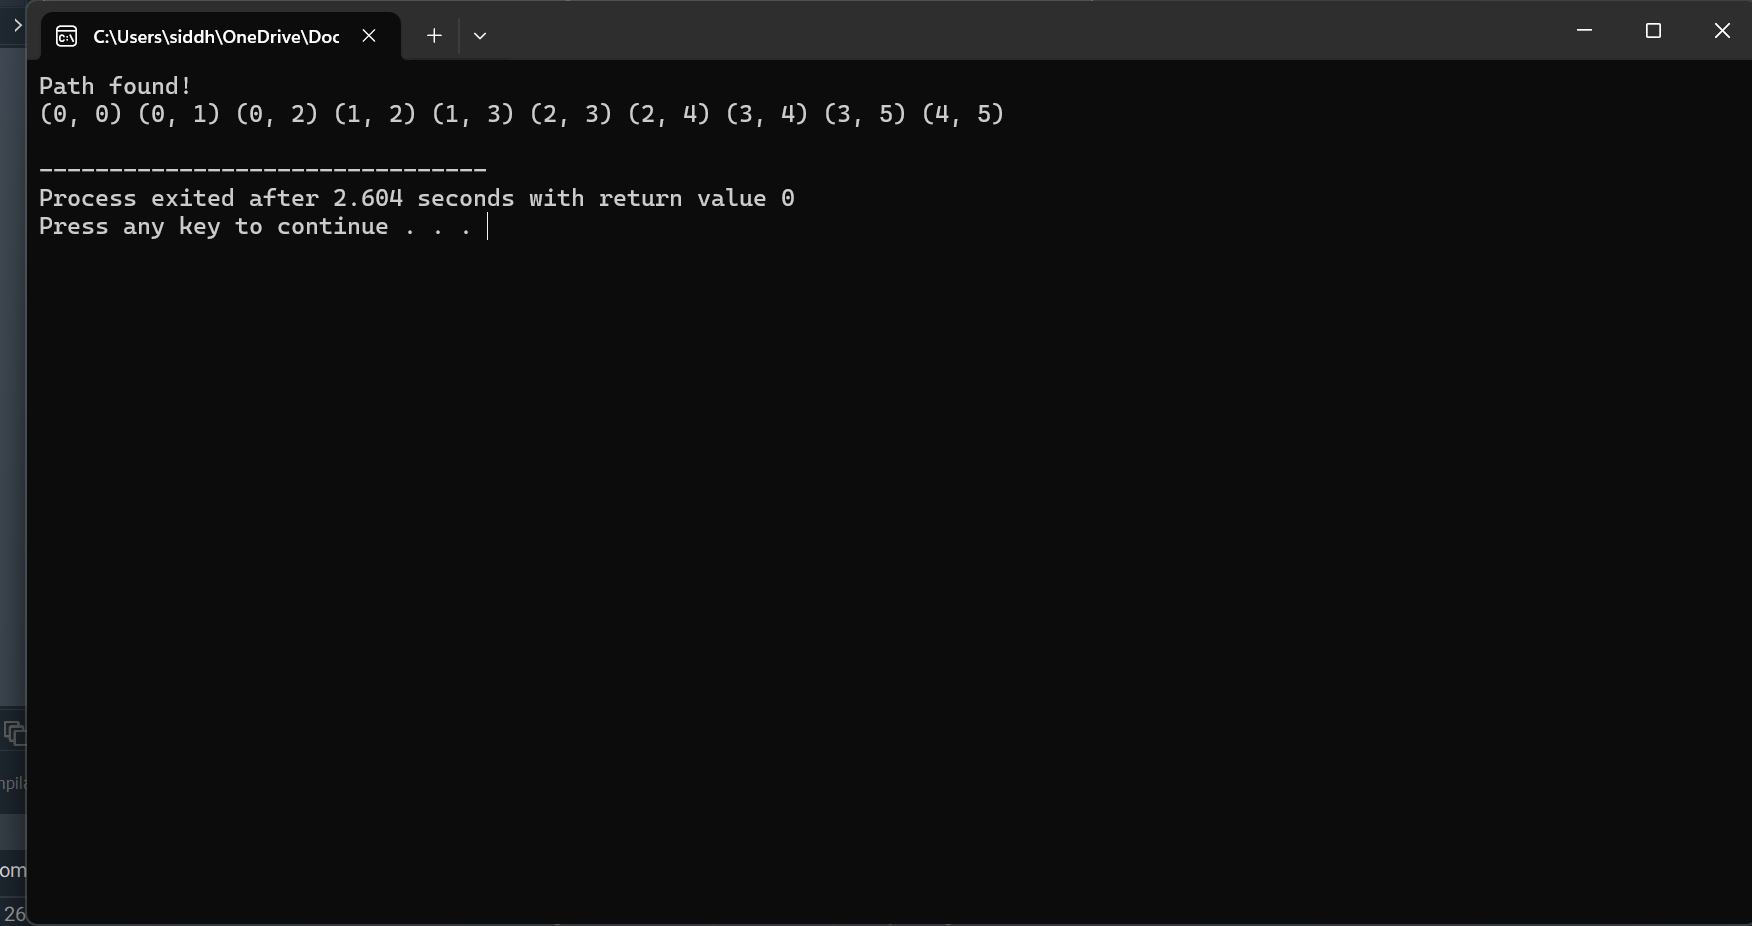 C:\Users\siddh\OneDrive\Doc
Path found!
(0, 0) (0, 1) (0, 2) (1, 2) (1, 3) (2, 3) (2, 4) (3, 4) (3, 5) (4, 5)
--------------------------------
Process exited after 2.604 seconds with return value 0
Press any key to continue . . .
om
26